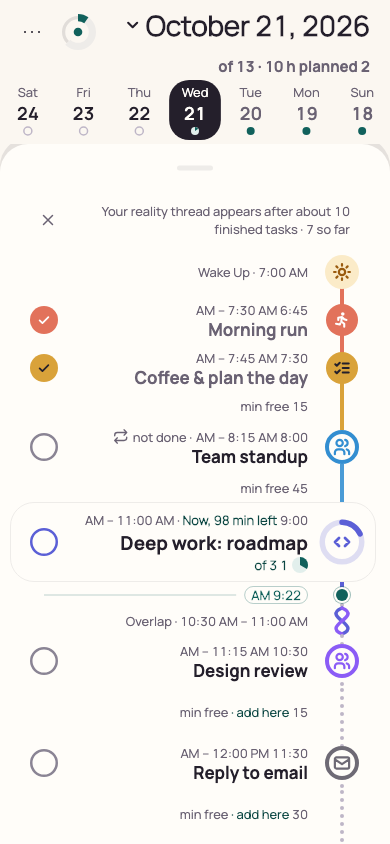 October 21, 2026
of 13 · 10 h planned 2
Sat Fri Thu Wed Tue Mon Sun
24 23 22 21 20 19 18
Your reality thread appears after about 10
finished tasks · 7 so far
Wake Up · 7:00 AM
AM – 7:30 AM 6:45
Morning run
AM – 7:45 AM 7:30
Coffee & plan the day
min free 15
not done · AM – 8:15 AM 8:00
Team standup
min free 45
AM – 11:00 AM · Now, 98 min left 9:00
Deep work: roadmap
of 3 1
AM 9:22
Overlap · 10:30 AM – 11:00 AM
AM – 11:15 AM 10:30
Design review
min free · add here 15
AM – 12:00 PM 11:30
Reply to email
min free · add here 30